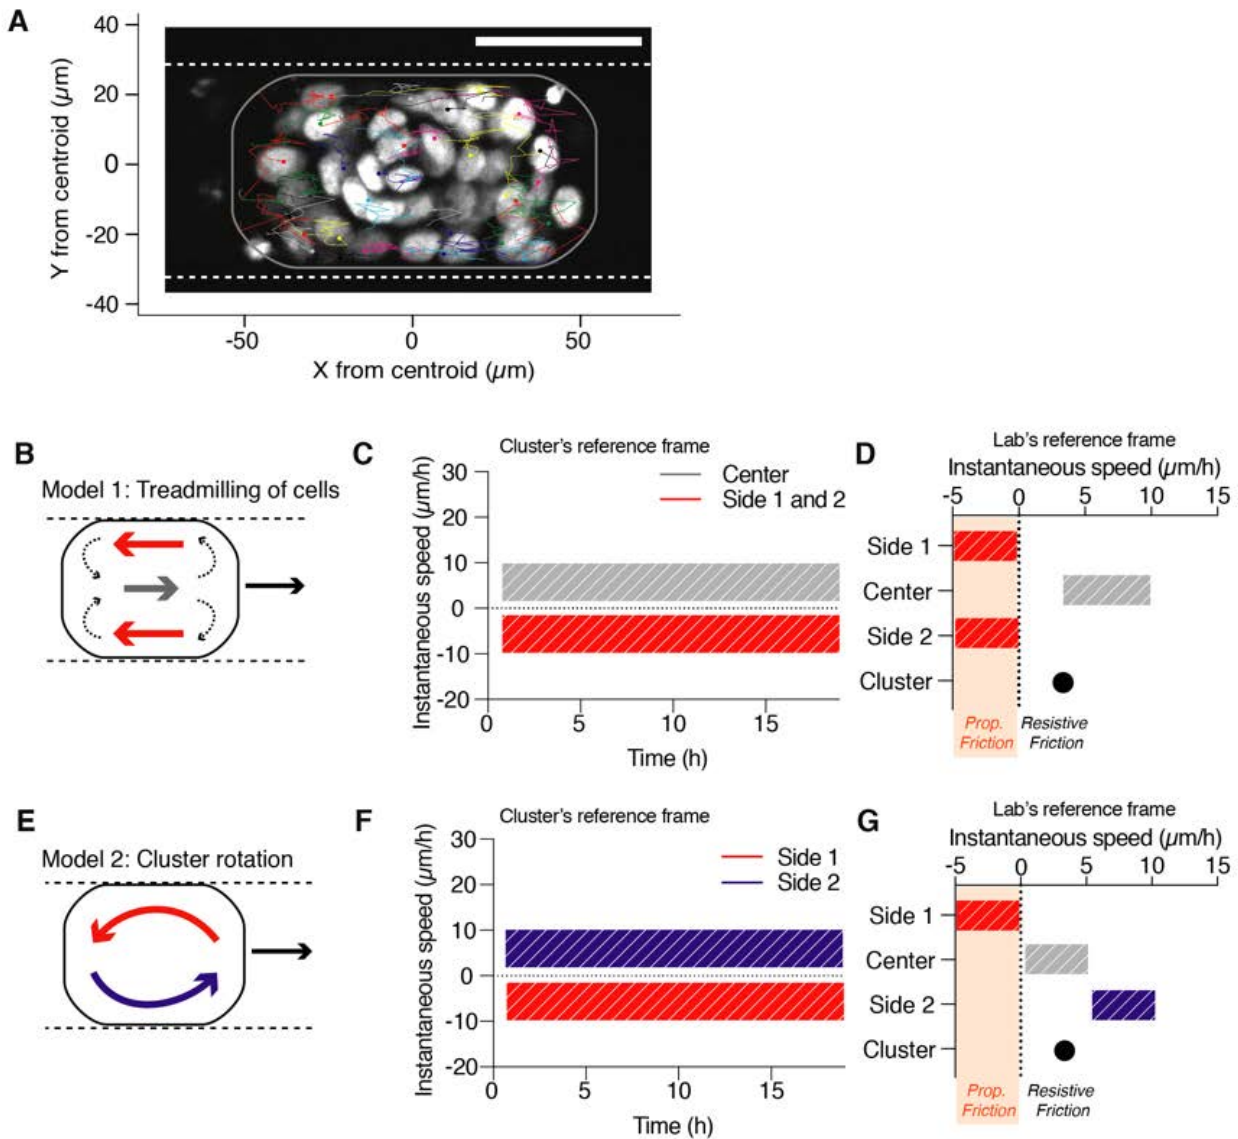 A
40
20
0
-20
-40
Y from centroid (µm)
-50
0
50
X from centroid (µm)
B
Model 1: Treadmilling of cells
C
Cluster's reference frame
Center
Side 1 and 2
Instantaneous speed (µm/h)
30
20
10
0
-10
-20
0
5
10
15
Time (h)
D
Lab's reference frame
Instantaneous speed (µm/h)
-5
0
5
10
15
Side 1
Center
Side 2
Cluster
Prop.
Friction
Resistive
Friction
E
Model 2: Cluster rotation
F
Cluster's reference frame
Side 1
Side 2
Instantaneous speed (µm/h)
30
20
10
0
-10
-20
0
5
10
15
Time (h)
G
Lab's reference frame
Instantaneous speed (µm/h)
-5
0
5
10
15
Side 1
Center
Side 2
Cluster
Prop.
Friction
Resistive
Friction